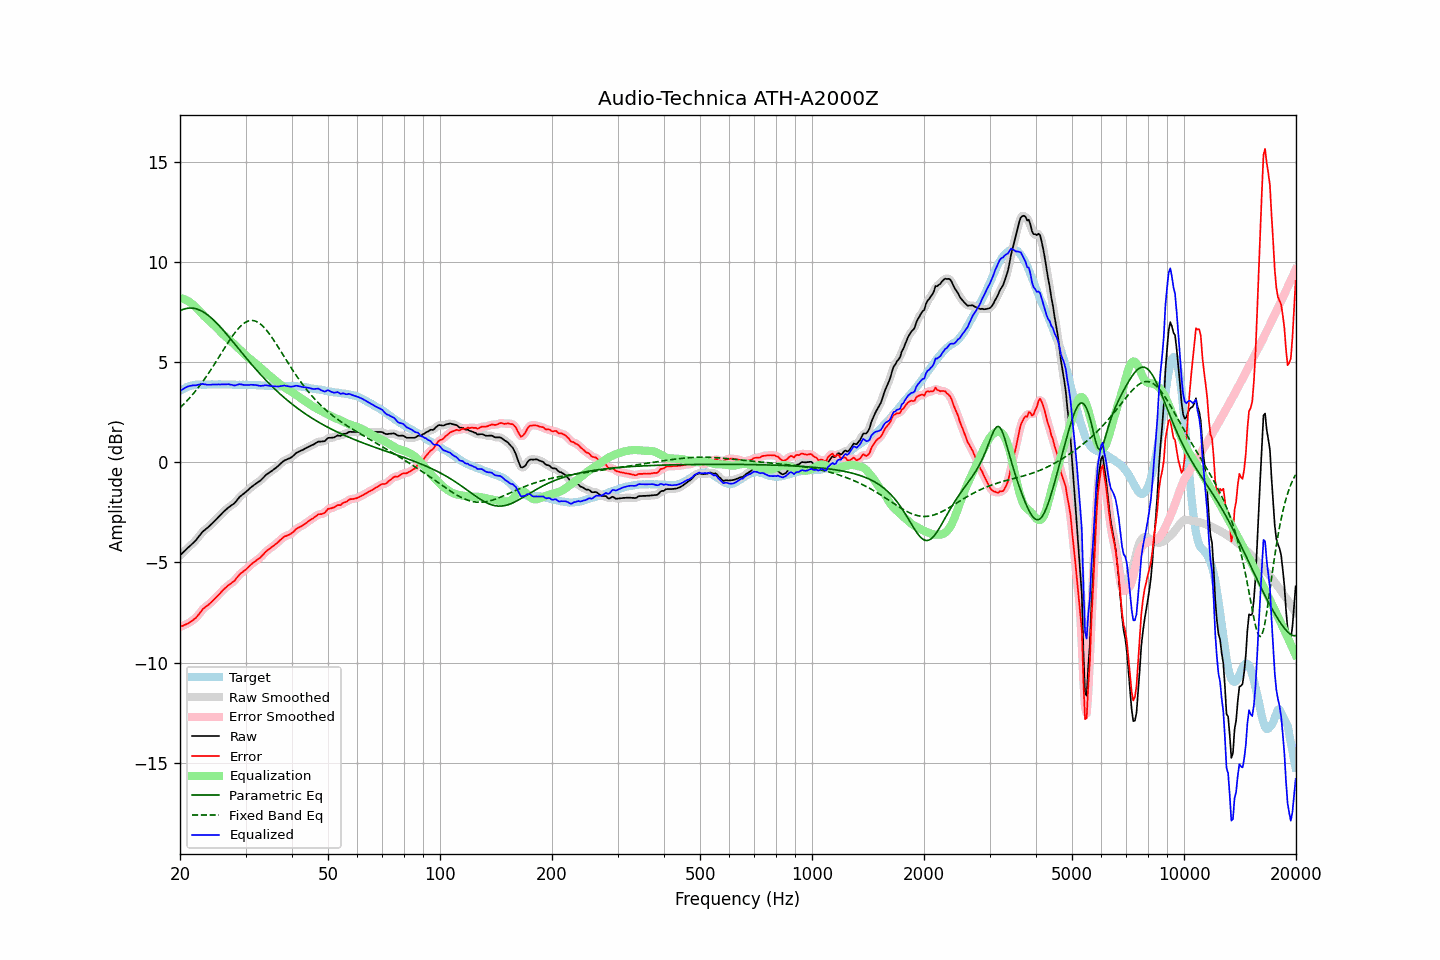 Audio-Technica ATH-A2000Z
Amplitude (dBr)
15
10
5
0
−5
−10
−15
Target
Raw Smoothed
Error Smoothed
Raw
Error
Equalization
Parametric Eq
Fixed Band Eq
Equalized
20 50 100 200 500 1000 2000 5000 10000 20000
Frequency (Hz)